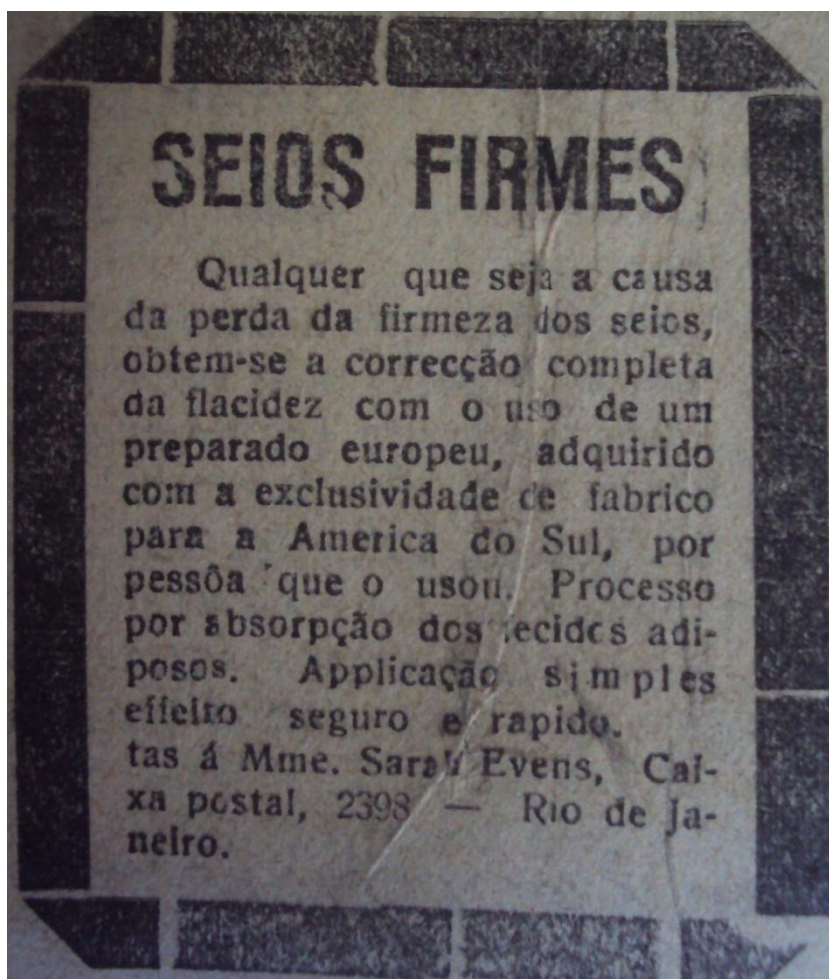 SEIOS FIRMES
Qualquer que seja a causa
da perda da firmeza dos seios,
obtem-se a correcção completa
da flacidez com o uso de um
preparado europeu, adquirido
com a exclusividade de fabrico
para a America do Sul, por
pessôa que o usou. Processo
por absorpção dos tecidos adi-
posos. Applicação simples
effeito seguro e rapido.
tas á Mme. Sarah Evens, Cai-
xa postal, 2398 — Rio de Ja-
neiro.